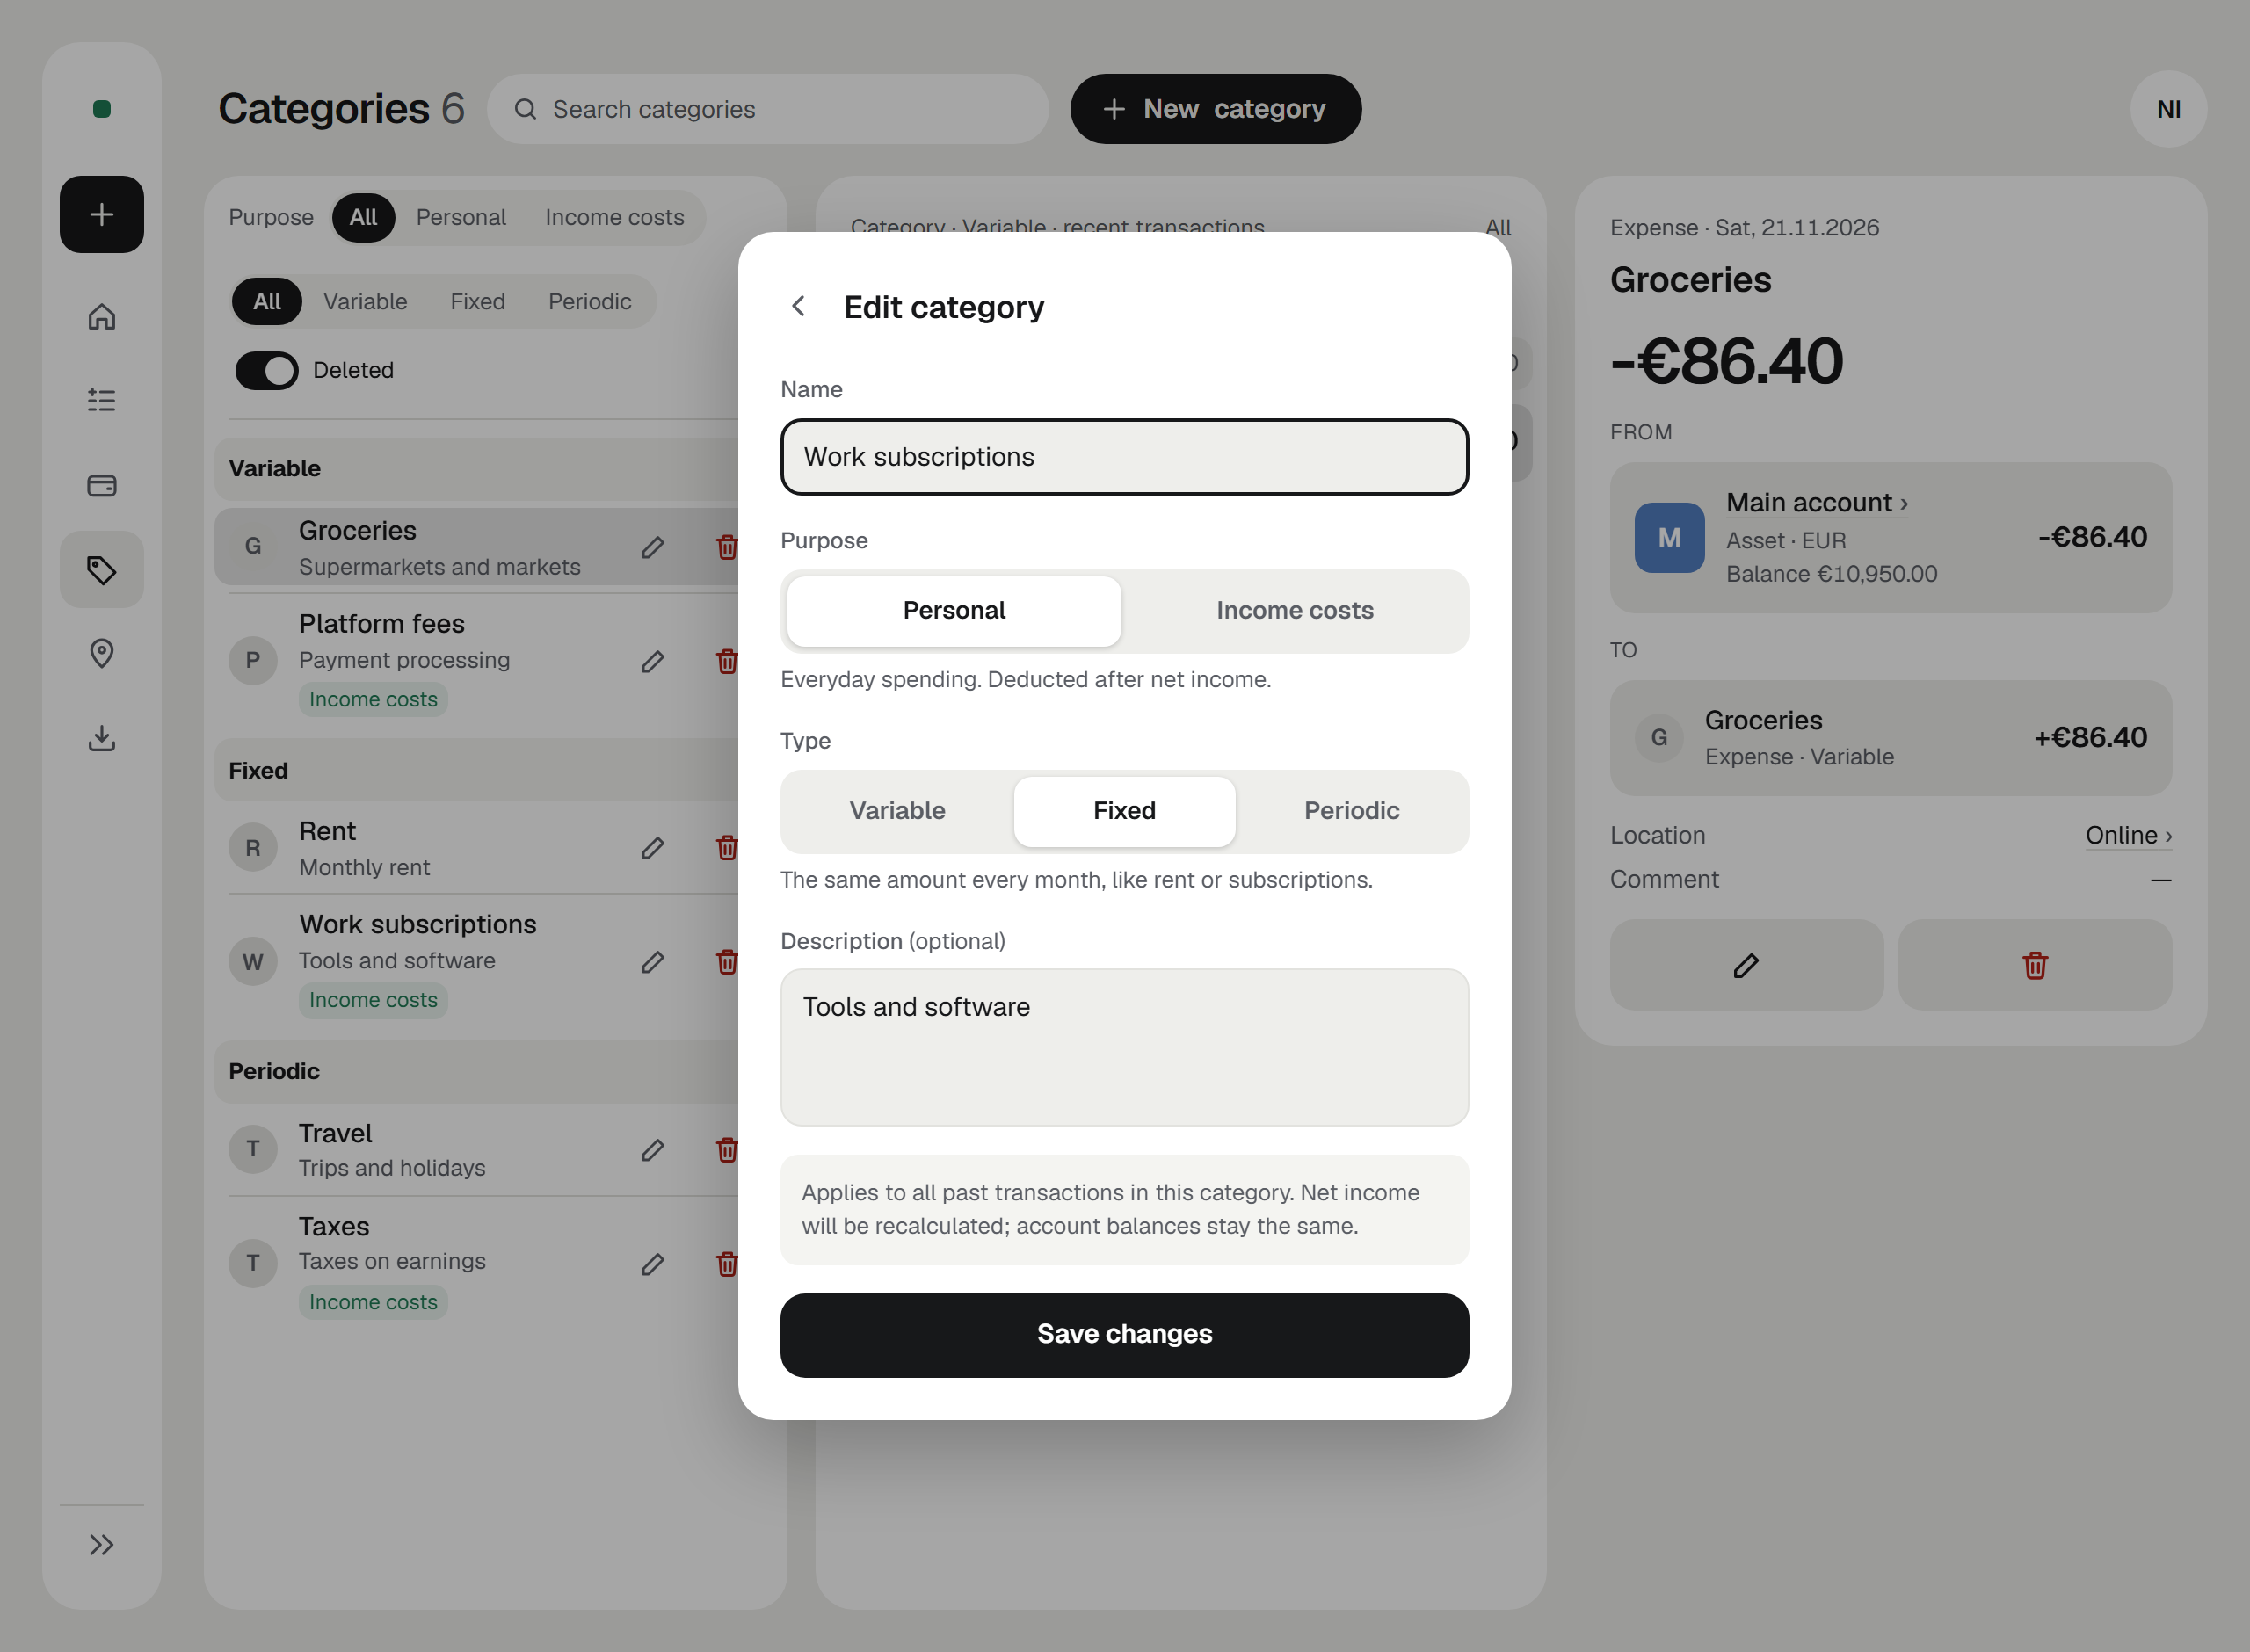 Categories 6
Search categories
New category
NI
Purpose
All
Personal
Income costs
All
Variable
Fixed
Periodic
Deleted
Variable
G
Groceries
Supermarkets and markets
P
Platform fees
Payment processing
Income costs
Fixed
R
Rent
Monthly rent
W
Work subscriptions
Tools and software
Income costs
Periodic
T
Travel
Trips and holidays
T
Taxes
Taxes on earnings
Income costs
Category · Variable · recent transactions
All
Edit category
Name
Work subscriptions
Purpose
Personal
Income costs
Everyday spending. Deducted after net income.
Type
Variable
Fixed
Periodic
The same amount every month, like rent or subscriptions.
Description (optional)
Tools and software
Applies to all past transactions in this category. Net income
will be recalculated; account balances stay the same.
Save changes
Expense · Sat, 21.11.2026
Groceries
-€86.40
FROM
M
Main account ›
Asset · EUR
Balance €10,950.00
-€86.40
TO
G
Groceries
Expense · Variable
+€86.40
Location
Online ›
Comment
—